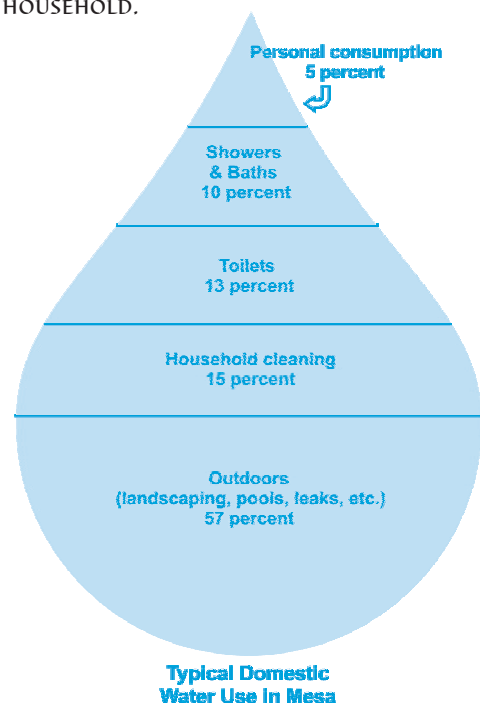 HOUSEHOLD.
Personal consumption
5 percent
Showers
& Baths
10 percent
Toilets
13 percent
Household cleaning
15 percent
Outdoors
(landscaping, pools, leaks, etc.)
57 percent
Typical Domestic
Water Use in Mesa